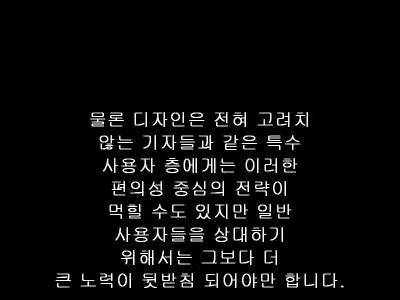 물론 디자인은 전혀 고려치
않는 기자들과 같은 특수
사용자 층에게는 이러한
편의성 중심의 전략이
먹힐 수도 있지만 일반
사용자들을 상대하기
위해서는 그보다 더
큰 노력이 뒷받침 되어야만 합니다.